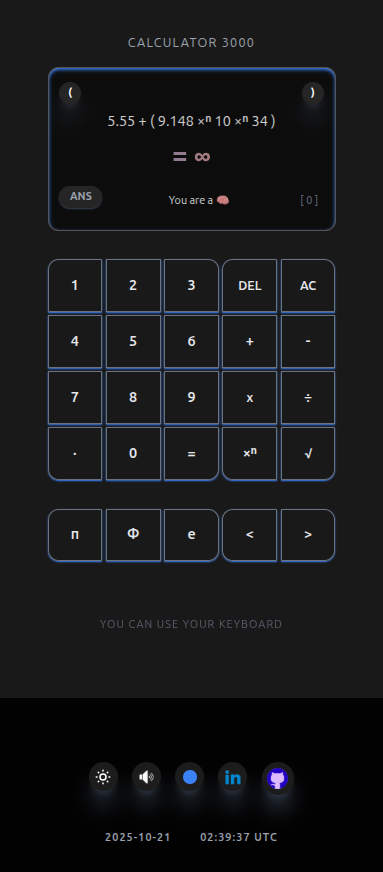 CALCULATOR 3000
( )
5.55 + ( 9.148 ×ⁿ 10 ×ⁿ 34 )
= ∞
ANS You are a 🧠 [ 0 ]
1 2 3 DEL AC
4 5 6 + -
7 8 9 x ÷
· 0 = ×ⁿ √
π Φ e < >
YOU CAN USE YOUR KEYBOARD
in
2025-10-21 02:39:37 UTC